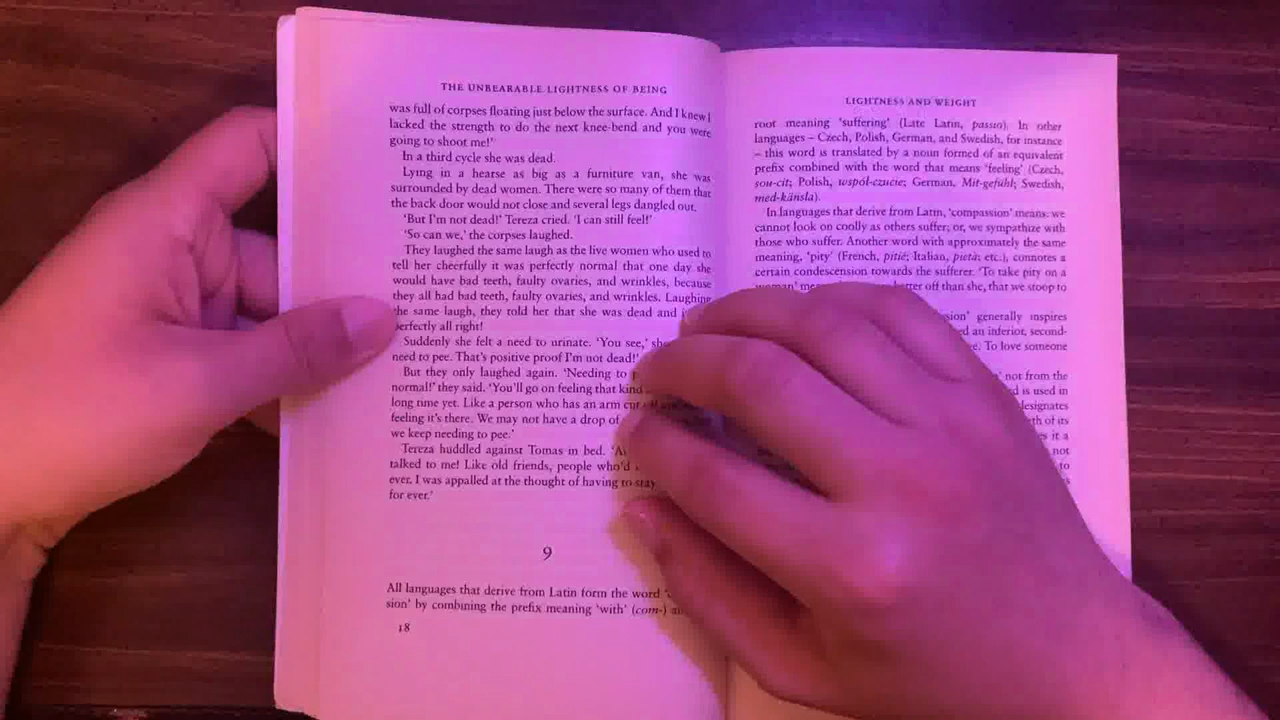 THE UNBEARABLE LIGHTNESS OF BEING
was full of corpses floating just below the surface. And I knew I
lacked the strength to do the next knee-bend and you were
going to shoot me!'
In a third cycle she was dead.
Lying in a hearse as big as a furniture van, she was
surrounded by dead women. There were so many of them that
the back door would not close and several legs dangled out.
'But I'm not dead!' Tereza cried. 'I can still feel!'
'So can we,' the corpses laughed.
They laughed the same laugh as the live women who used to
tell her cheerfully it was perfectly normal that one day she
would have bad teeth, faulty ovaries, and wrinkles, because
they all had bad teeth, faulty ovaries, and wrinkles. Laughing
the same laugh, they told her that she was dead and
perfectly all right!
Suddenly she felt a need to urinate. 'You see,'
need to pee. That's positive proof I'm not dead!'
But they only laughed again. 'Needing to
normal!' they said. 'You'll go on feeling that kind
long time yet. Like a person who has an arm cut
feeling it's there. We may not have a drop of
we keep needing to pee.'
Tereza huddled against Tomas in bed.
talked to me! Like old friends, people who'd
ever. I was appalled at the thought of having to stay
for ever.'
9
All languages that derive from Latin form the word
sion' by combining the prefix meaning 'with' (com-)
18
LIGHTNESS AND WEIGHT
root meaning 'suffering' (Late Latin, passio). In other
languages – Czech, Polish, German, and Swedish, for instance
– this word is translated by a noun formed of an equivalent
prefix combined with the word that means 'feeling' (Czech,
sou-cit; Polish, współ-czucie; German, Mit-gefühl; Swedish,
med-känsla).
In languages that derive from Latin, 'compassion' means: we
cannot look on coolly as others suffer; or, we sympathize with
those who suffer. Another word with approximately the same
meaning, 'pity' (French, pitié; Italian, pietà; etc.), connotes a
certain condescension towards the sufferer. 'To take pity on a
woman' better off than she, that we stoop to
generally inspires
an inferior, second-
To love someone
not from the
is used in
designates
of its
it a
not
to